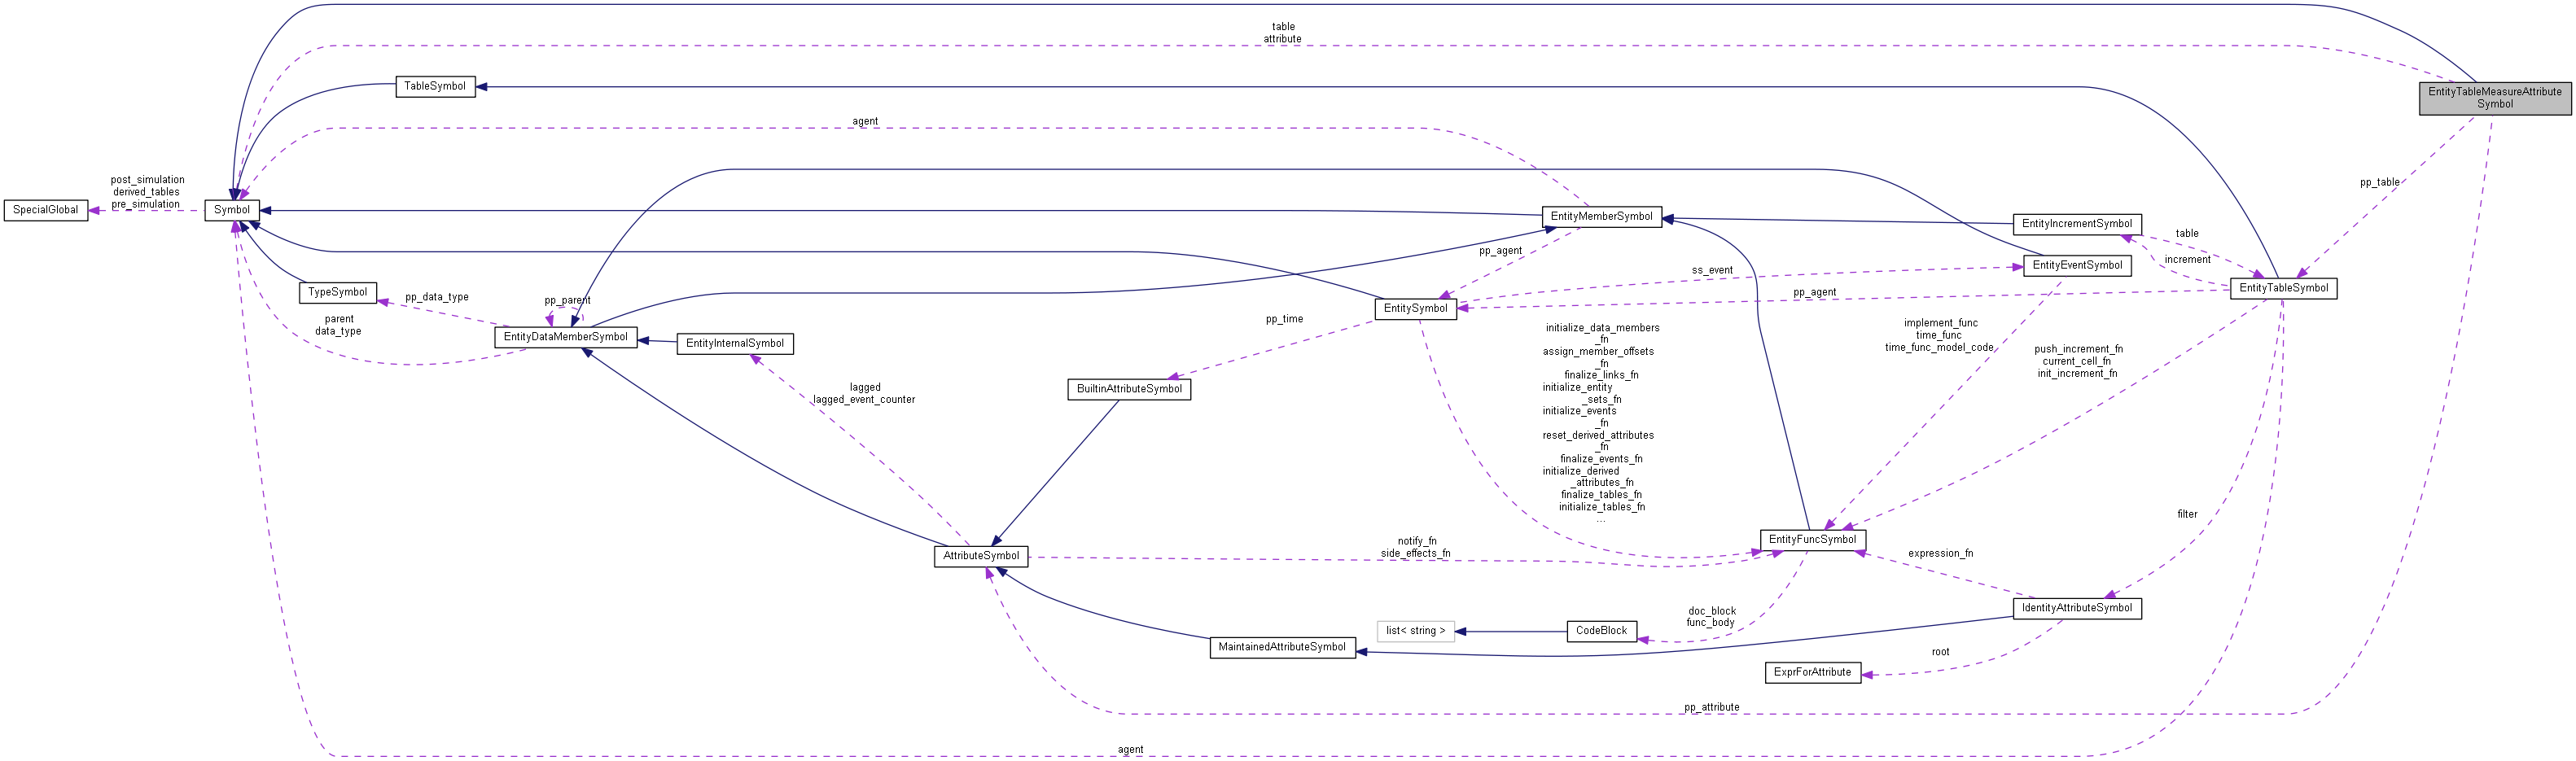 table
attribute
TableSymbol
EntityTableMeasureAttribute
Symbol
agent
post_simulation
derived_tables
pre_simulation
SpecialGlobal
Symbol
pp_table
EntityMemberSymbol
EntityIncrementSymbol
table
pp_agent
increment
ss_event
EntityEventSymbol
EntityTableSymbol
TypeSymbol
pp_data_type
pp_parent
pp_agent
EntitySymbol
parent
data_type
EntityDataMemberSymbol
EntityInternalSymbol
pp_time
implement_func
time_func
time_func_model_code
initialize_data_members
_fn
assign_member_offsets
_fn
finalize_links_fn
initialize_entity
_sets_fn
initialize_events
_fn
reset_derived_attributes
_fn
finalize_events_fn
initialize_derived
_attributes_fn
finalize_tables_fn
initialize_tables_fn
...
push_increment_fn
current_cell_fn
init_increment_fn
lagged
lagged_event_counter
BuiltinAttributeSymbol
filter
AttributeSymbol
notify_fn
side_effects_fn
EntityFuncSymbol
expression_fn
doc_block
func_body
IdentityAttributeSymbol
list< string >
CodeBlock
MaintainedAttributeSymbol
root
ExprForAttribute
pp_attribute
agent